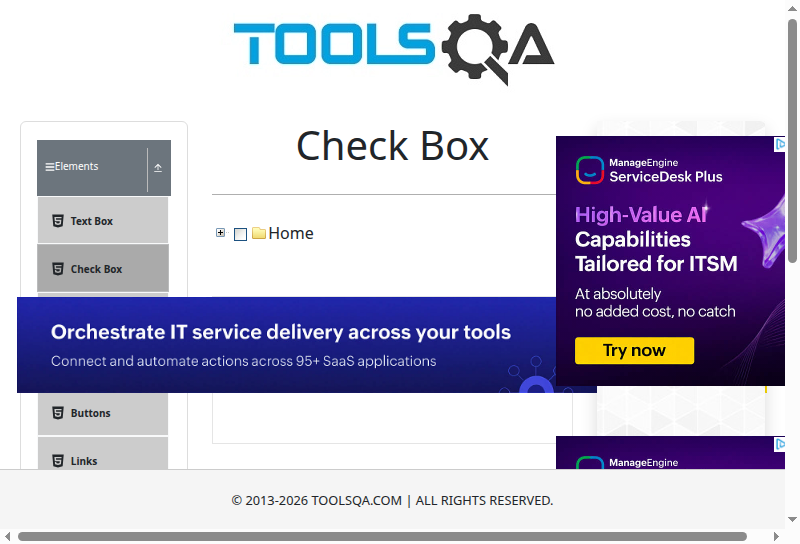 TOOLSQA
Elements
Text Box
Check Box
Buttons
Links
Check Box
Home
Orchestrate IT service delivery across your tools
Connect and automate actions across 95+ SaaS applications
ManageEngine
ServiceDesk Plus
High-Value AI
Capabilities
Tailored for ITSM
At absolutely
no added cost, no catch
Try now
ManageEngine
© 2013-2026 TOOLSQA.COM | ALL RIGHTS RESERVED.